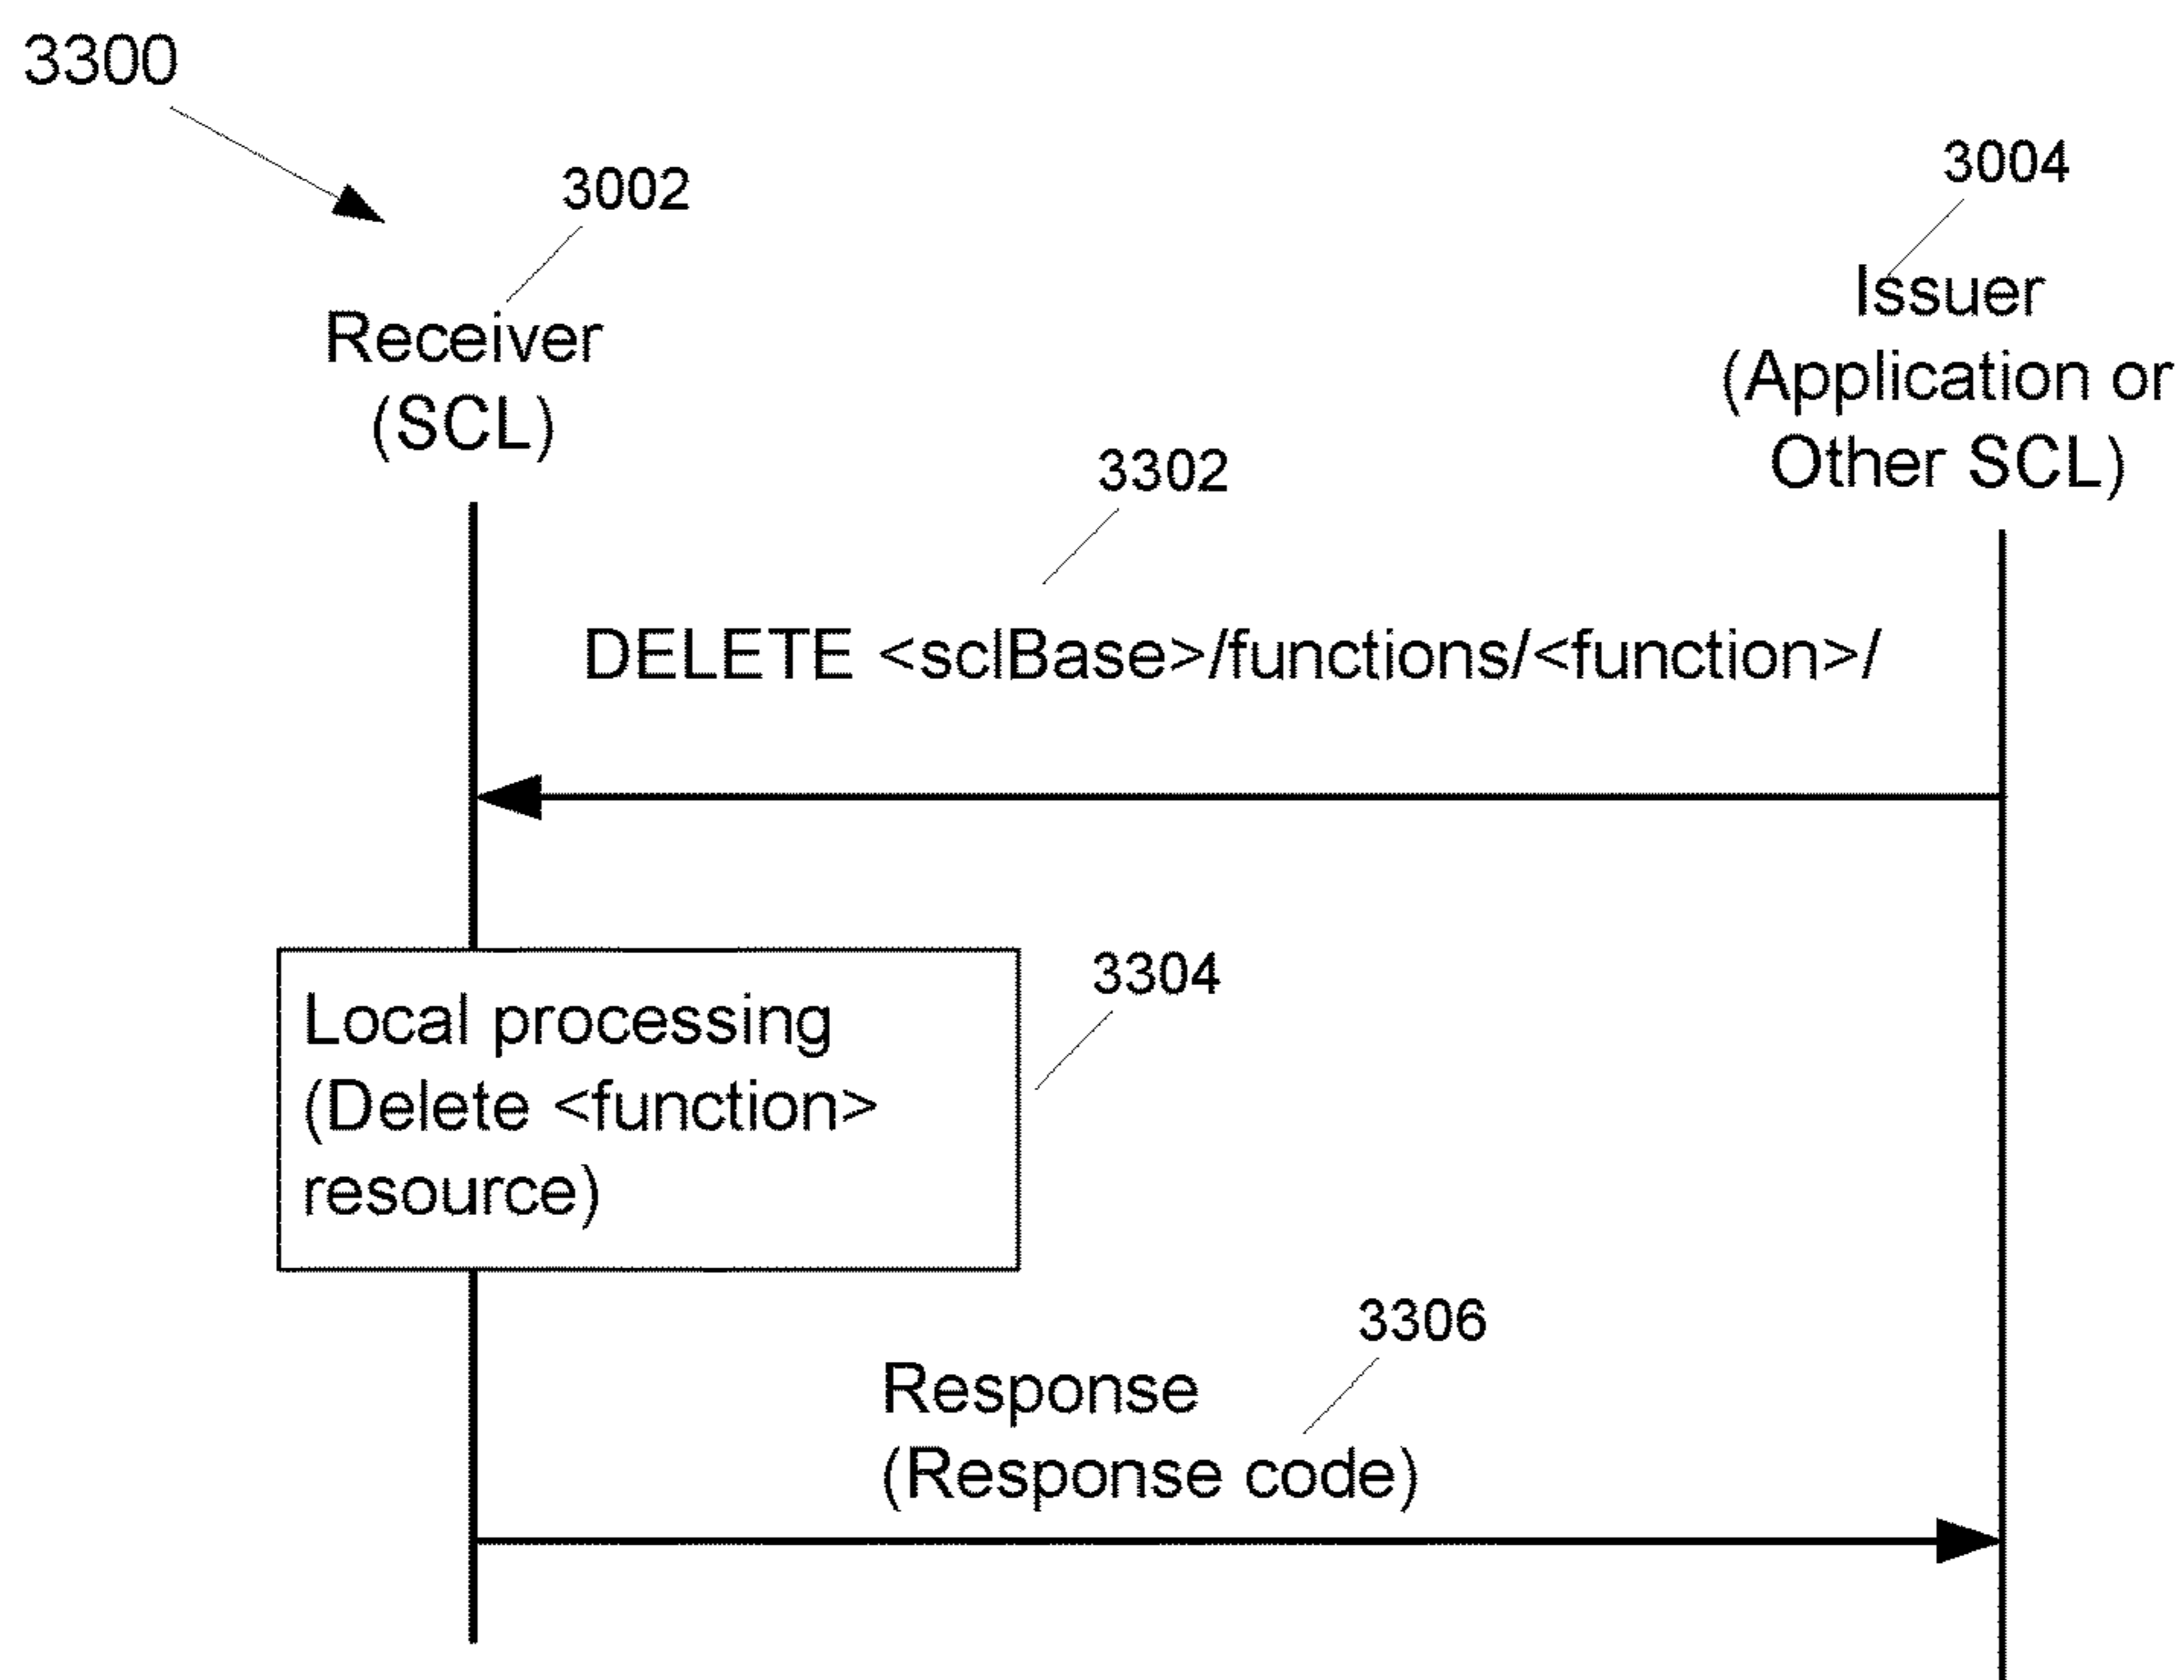 3300
3002
3004
Receiver
(SCL)
Issuer
(Application or
Other SCL)
3302
DELETE <sclBase>/functions/<function>/
3304
Local processing
(Delete <function>
resource)
3306
Response
(Response code)